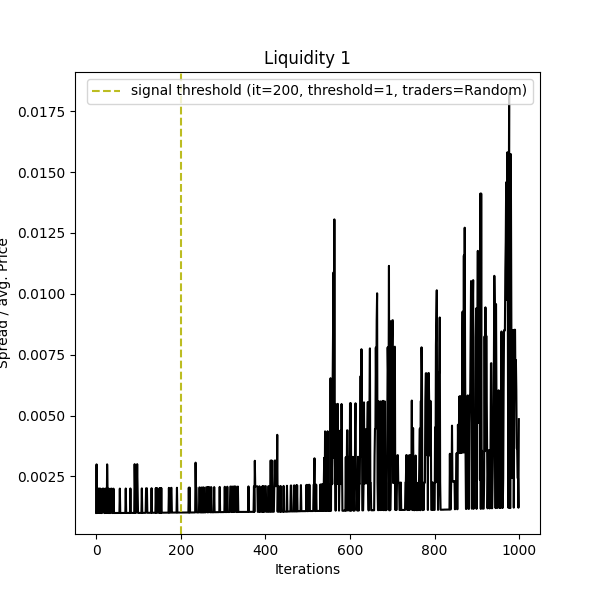 Liquidity 1
signal threshold (it=200, threshold=1, traders=Random)
Spread / avg. Price
0.0175
0.0150
0.0125
0.0100
0.0075
0.0050
0.0025
0 200 400 600 800 1000
Iterations